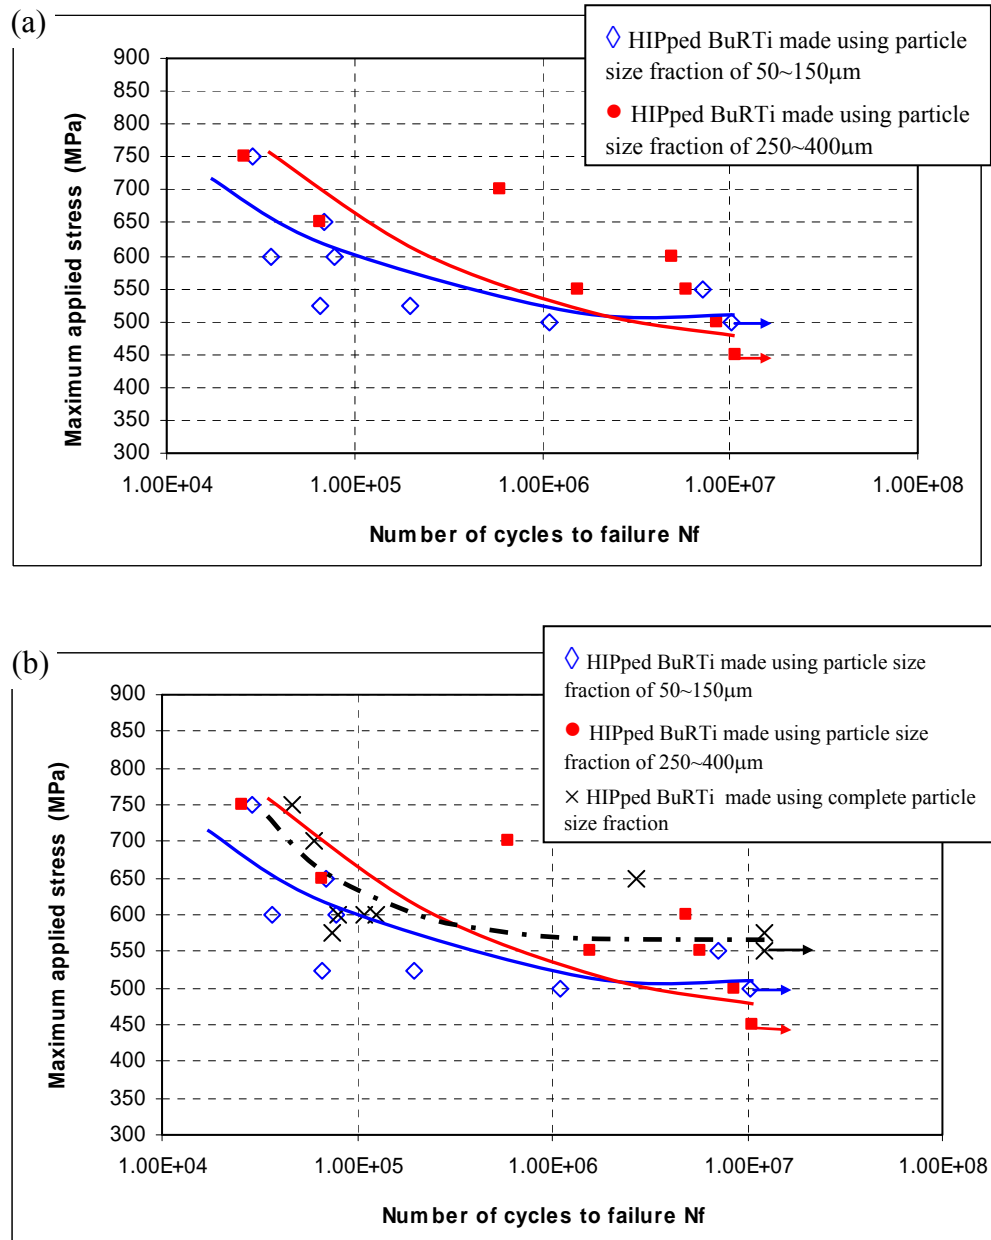 (a)
HIPped BuRTi made using particle
size fraction of 50~150μm
HIPped BuRTi made using particle
size fraction of 250~400μm
900
850
800
750
700
650
600
550
500
450
400
350
300
Maximum applied stress (MPa)
1.00E+04 1.00E+05 1.00E+06 1.00E+07 1.00E+08
Number of cycles to failure Nf
(b)
HIPped BuRTi made using particle size
fraction of 50~150μm
HIPped BuRTi made using particle size
fraction of 250~400μm
HIPped BuRTi made using complete particle
size fraction
900
850
800
750
700
650
600
550
500
450
400
350
300
Maximum applied stress (MPa)
1.00E+04 1.00E+05 1.00E+06 1.00E+07 1.00E+08
Number of cycles to failure Nf